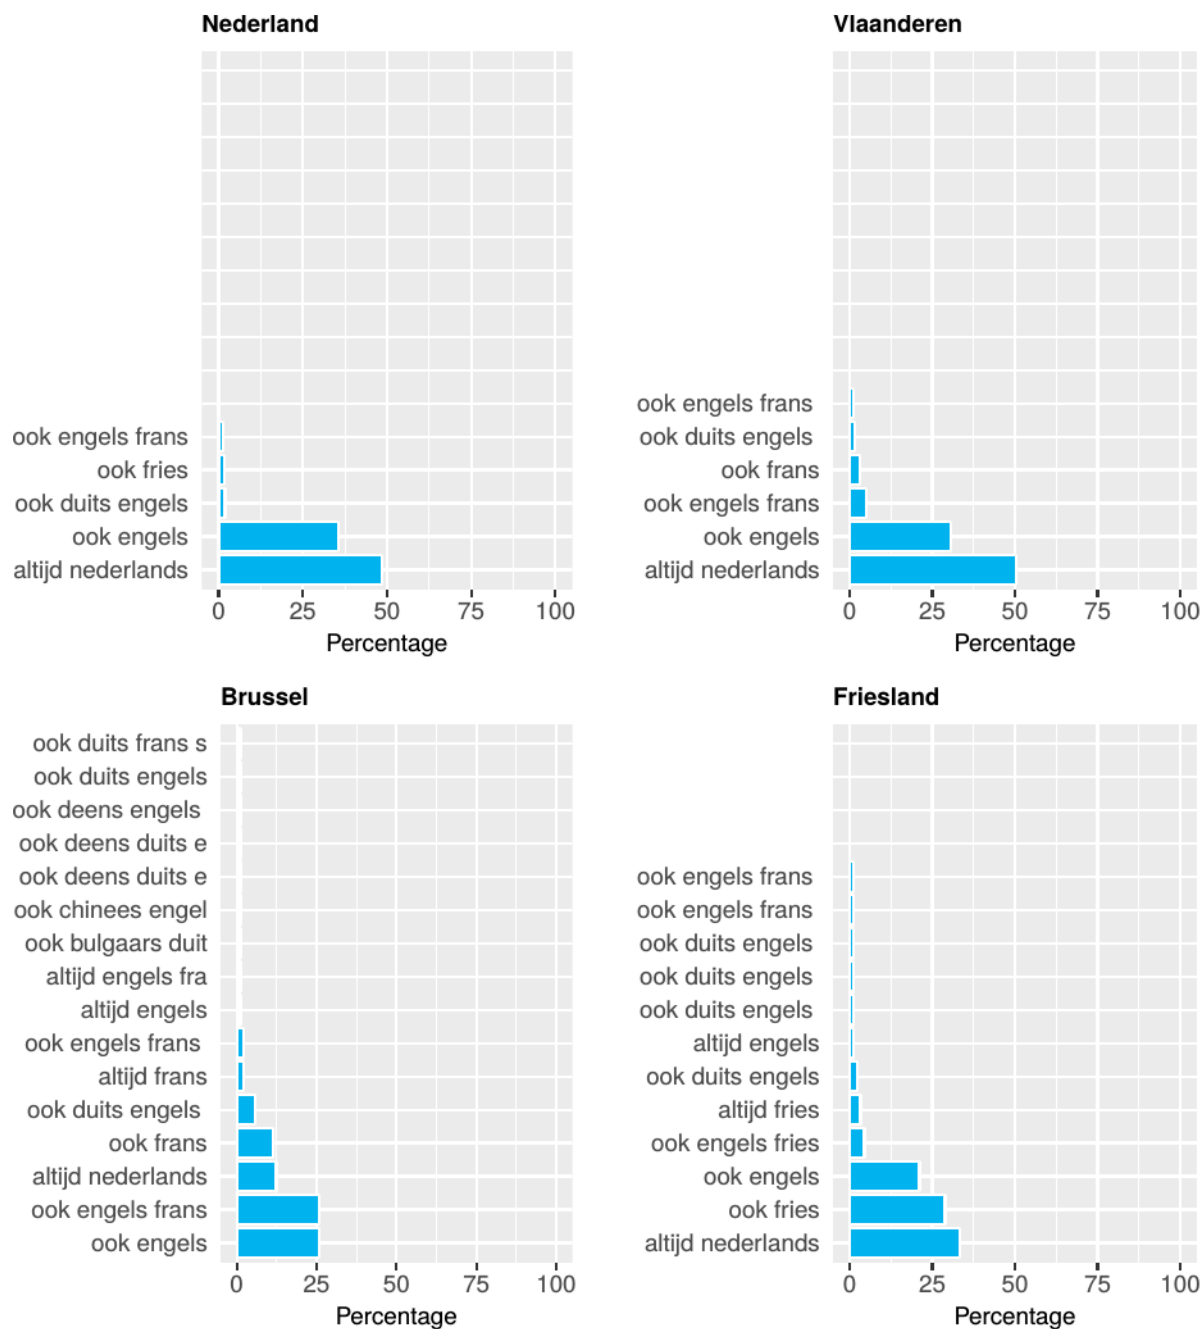 Nederland
ook engels frans
ook fries
ook duits engels
ook engels
altijd nederlands
0 25 50 75 100
Percentage
Vlaanderen
ook engels frans
ook duits engels
ook frans
ook engels frans
ook engels
altijd nederlands
0 25 50 75 100
Percentage
Brussel
ook duits frans s
ook duits engels
ook deens engels
ook deens duits e
ook deens duits e
ook chinees engel
ook bulgaars duit
altijd engels fra
altijd engels
ook engels frans
altijd frans
ook duits engels
ook frans
altijd nederlands
ook engels frans
ook engels
0 25 50 75 100
Percentage
Friesland
ook engels frans
ook engels frans
ook duits engels
ook duits engels
ook duits engels
altijd engels
ook duits engels
altijd fries
ook engels fries
ook engels
ook fries
altijd nederlands
0 25 50 75 100
Percentage